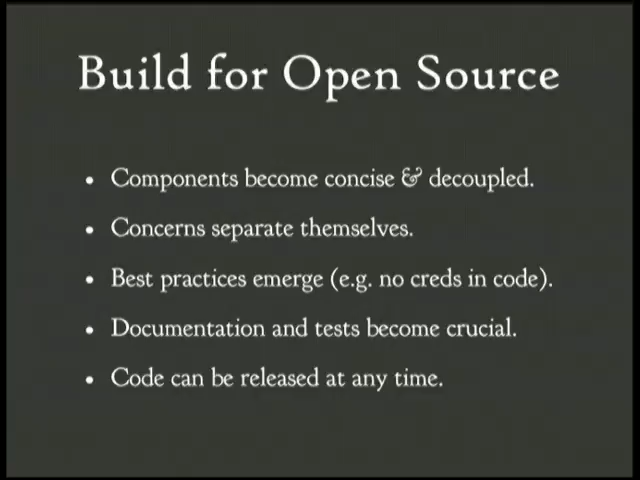 Build for Open Source
• Components become concise & decoupled.
• Concerns separate themselves.
• Best practices emerge (e.g. no creds in code).
• Documentation and tests become crucial.
• Code can be released at any time.